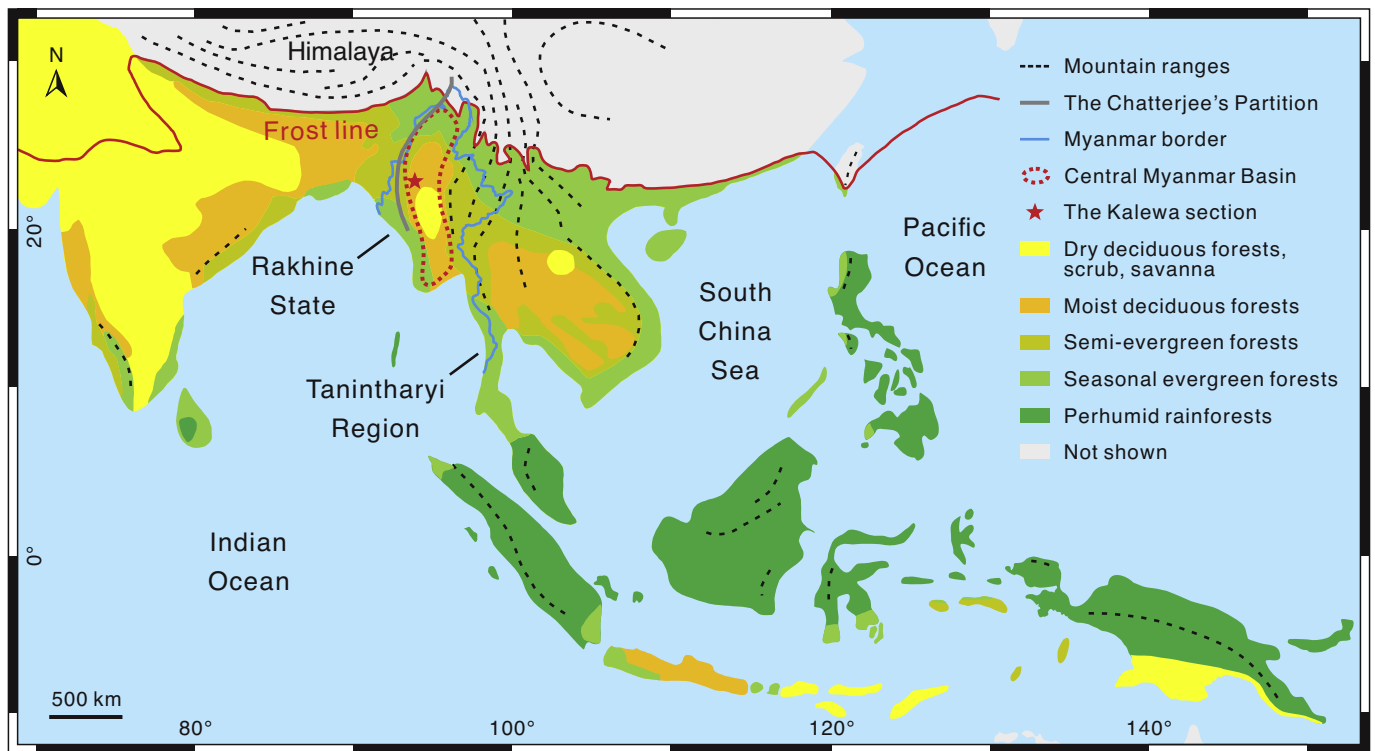 N
Himalaya
Frost line
Rakhine
State
Tanintharyi
Region
South
China
Sea
Pacific
Ocean
Indian
Ocean
Mountain ranges
The Chatterjee's Partition
Myanmar border
Central Myanmar Basin
The Kalewa section
Dry deciduous forests,
scrub, savanna
Moist deciduous forests
Semi-evergreen forests
Seasonal evergreen forests
Perhumid rainforests
Not shown
20°
0°
500 km
80°
100°
120°
140°